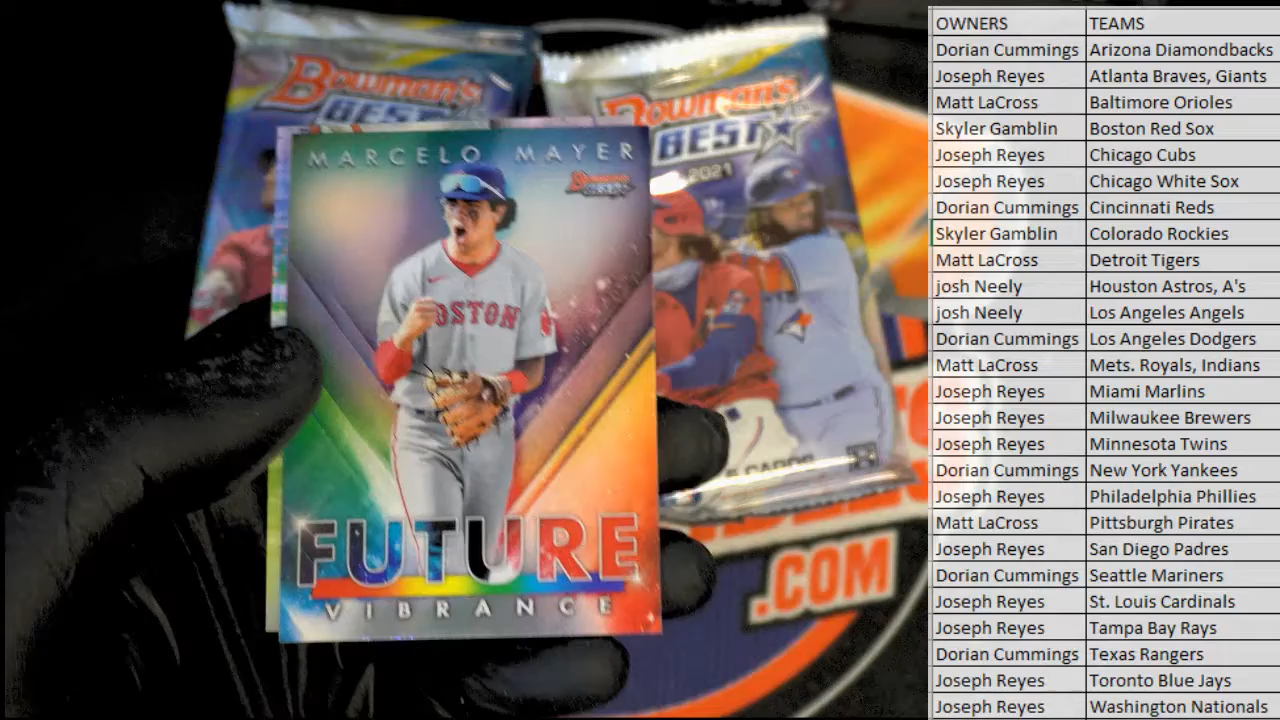 BOWMAN'S
BEST
BOWMAN'S
BEST
2021
MARCELO MAYER
BOWMAN'S
BEST
BOSTON
FUTURE
VIBRANCE
5 CARDS
.COM
OWNERS TEAMS
Dorian Cummings Arizona Diamondbacks
Joseph Reyes Atlanta Braves, Giants
Matt LaCross Baltimore Orioles
Skyler Gamblin Boston Red Sox
Joseph Reyes Chicago Cubs
Joseph Reyes Chicago White Sox
Dorian Cummings Cincinnati Reds
Skyler Gamblin Colorado Rockies
Matt LaCross Detroit Tigers
josh Neely Houston Astros, A's
josh Neely Los Angeles Angels
Dorian Cummings Los Angeles Dodgers
Matt LaCross Mets. Royals, Indians
Joseph Reyes Miami Marlins
Joseph Reyes Milwaukee Brewers
Joseph Reyes Minnesota Twins
Dorian Cummings New York Yankees
Joseph Reyes Philadelphia Phillies
Matt LaCross Pittsburgh Pirates
Joseph Reyes San Diego Padres
Dorian Cummings Seattle Mariners
Joseph Reyes St. Louis Cardinals
Joseph Reyes Tampa Bay Rays
Dorian Cummings Texas Rangers
Joseph Reyes Toronto Blue Jays
Joseph Reyes Washington Nationals